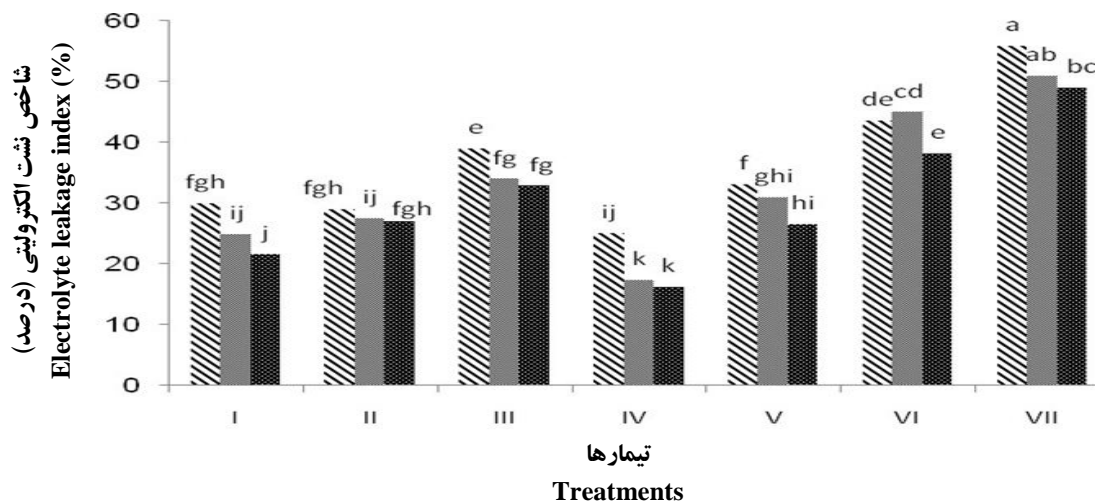 شاخص نشت الکترولیتی (درصد)
Electrolyte leakage index (%)
60
50
40
30
20
10
0
fgh ij j
fgh ij fgh
e fg fg
ij k k
f ghi hi
de cd e
a ab bc
I II III IV V VI VII
تیمارها
Treatments